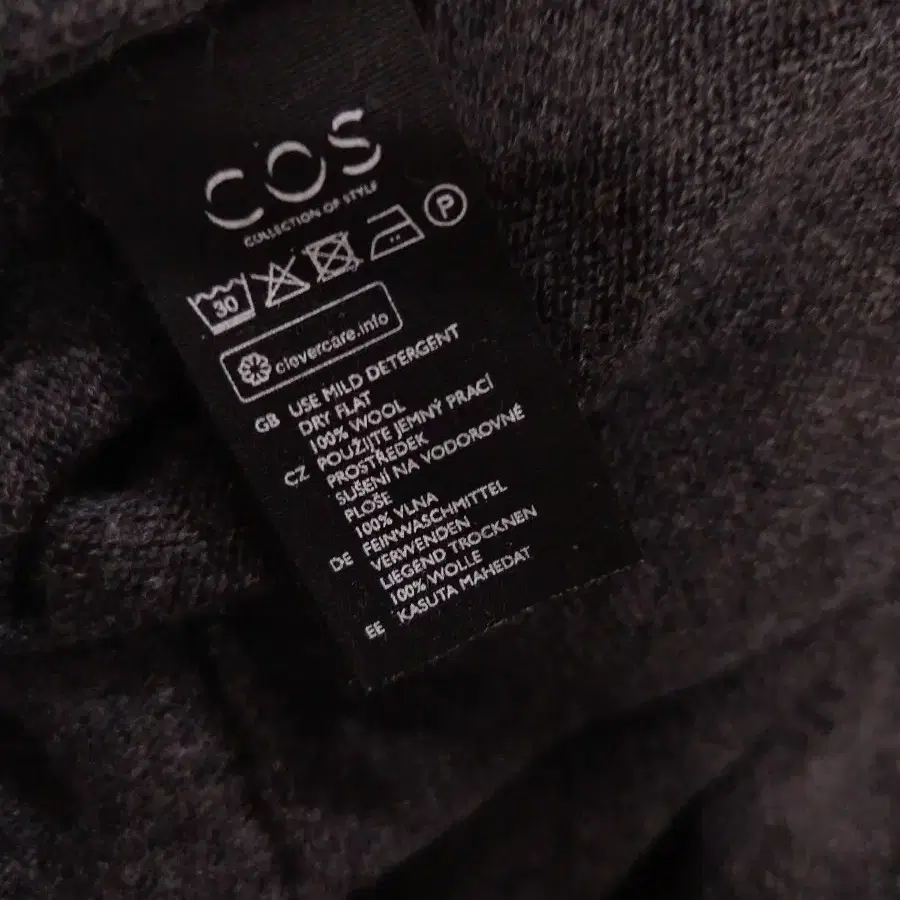 COS
COLLECTION OF STYLE
30
P
clevercare.info
GB USE MILD DETERGENT
DRY FLAT
100% WOOL
CZ POUŽIJTE JEMNÝ PRACÍ
PROSTŘEDEK
SUŠENÍ NA VODOROVNÉ
PLOŠE
100% VLNA
DE FEINWASCHMITTEL
VERWENDEN
LIEGEND TROCKNEN
100% WOLLE
EE KASUTA MAHEDAT